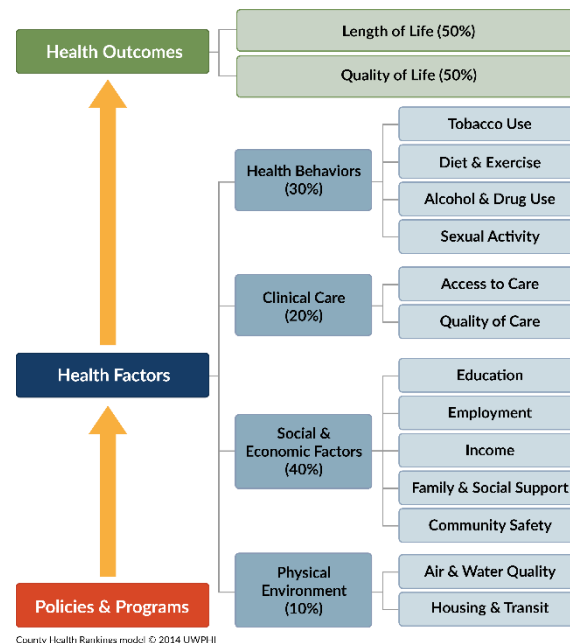 Health Outcomes
Length of Life (50%)
Quality of Life (50%)
Health Behaviors
(30%)
Tobacco Use
Diet & Exercise
Alcohol & Drug Use
Sexual Activity
Clinical Care
(20%)
Access to Care
Quality of Care
Health Factors
Social &
Economic Factors
(40%)
Education
Employment
Income
Family & Social Support
Community Safety
Physical
Environment
(10%)
Air & Water Quality
Housing & Transit
Policies & Programs
County Health Rankings model © 2014 UWPHI